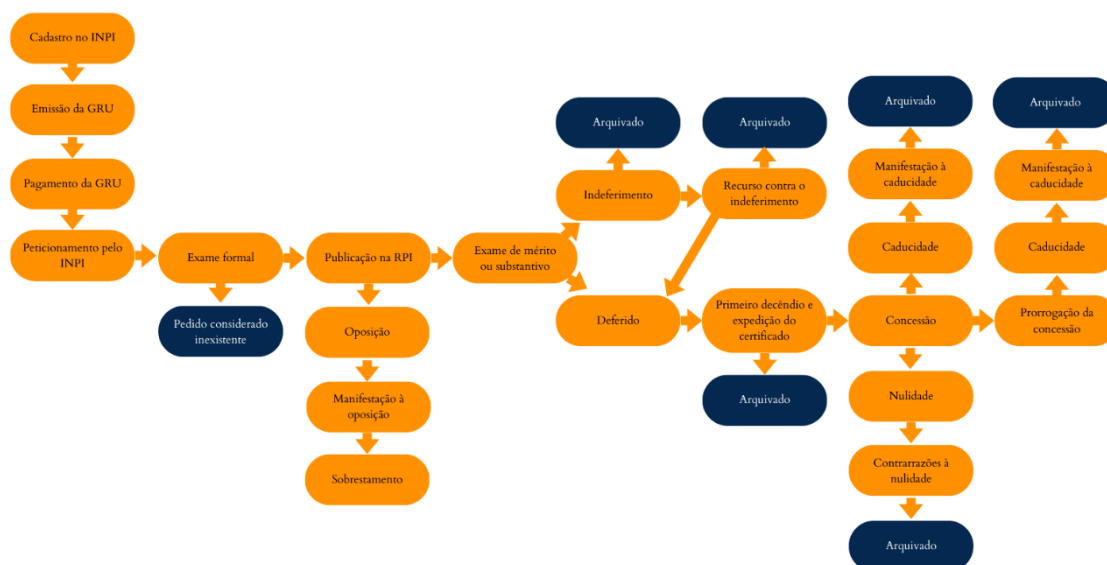 Cadastro no INPI
Emissão da GRU
Pagamento da GRU
Peticionamento pelo
INPI
Exame formal
Pedido considerado
inexistente
Publicação na RPI
Oposição
Manifestação à
oposição
Sobrestamento
Exame de mérito
ou substantivo
Arquivado
Indeferimento
Arquivado
Recurso contra o
indeferimento
Deferido
Primeiro decêndio e
expedição do
certificado
Arquivado
Arquivado
Manifestação à
caducidade
Caducidade
Concessão
Nulidade
Contrarrazões à
nulidade
Arquivado
Arquivado
Manifestação à
caducidade
Caducidade
Prorrogação da
concessão